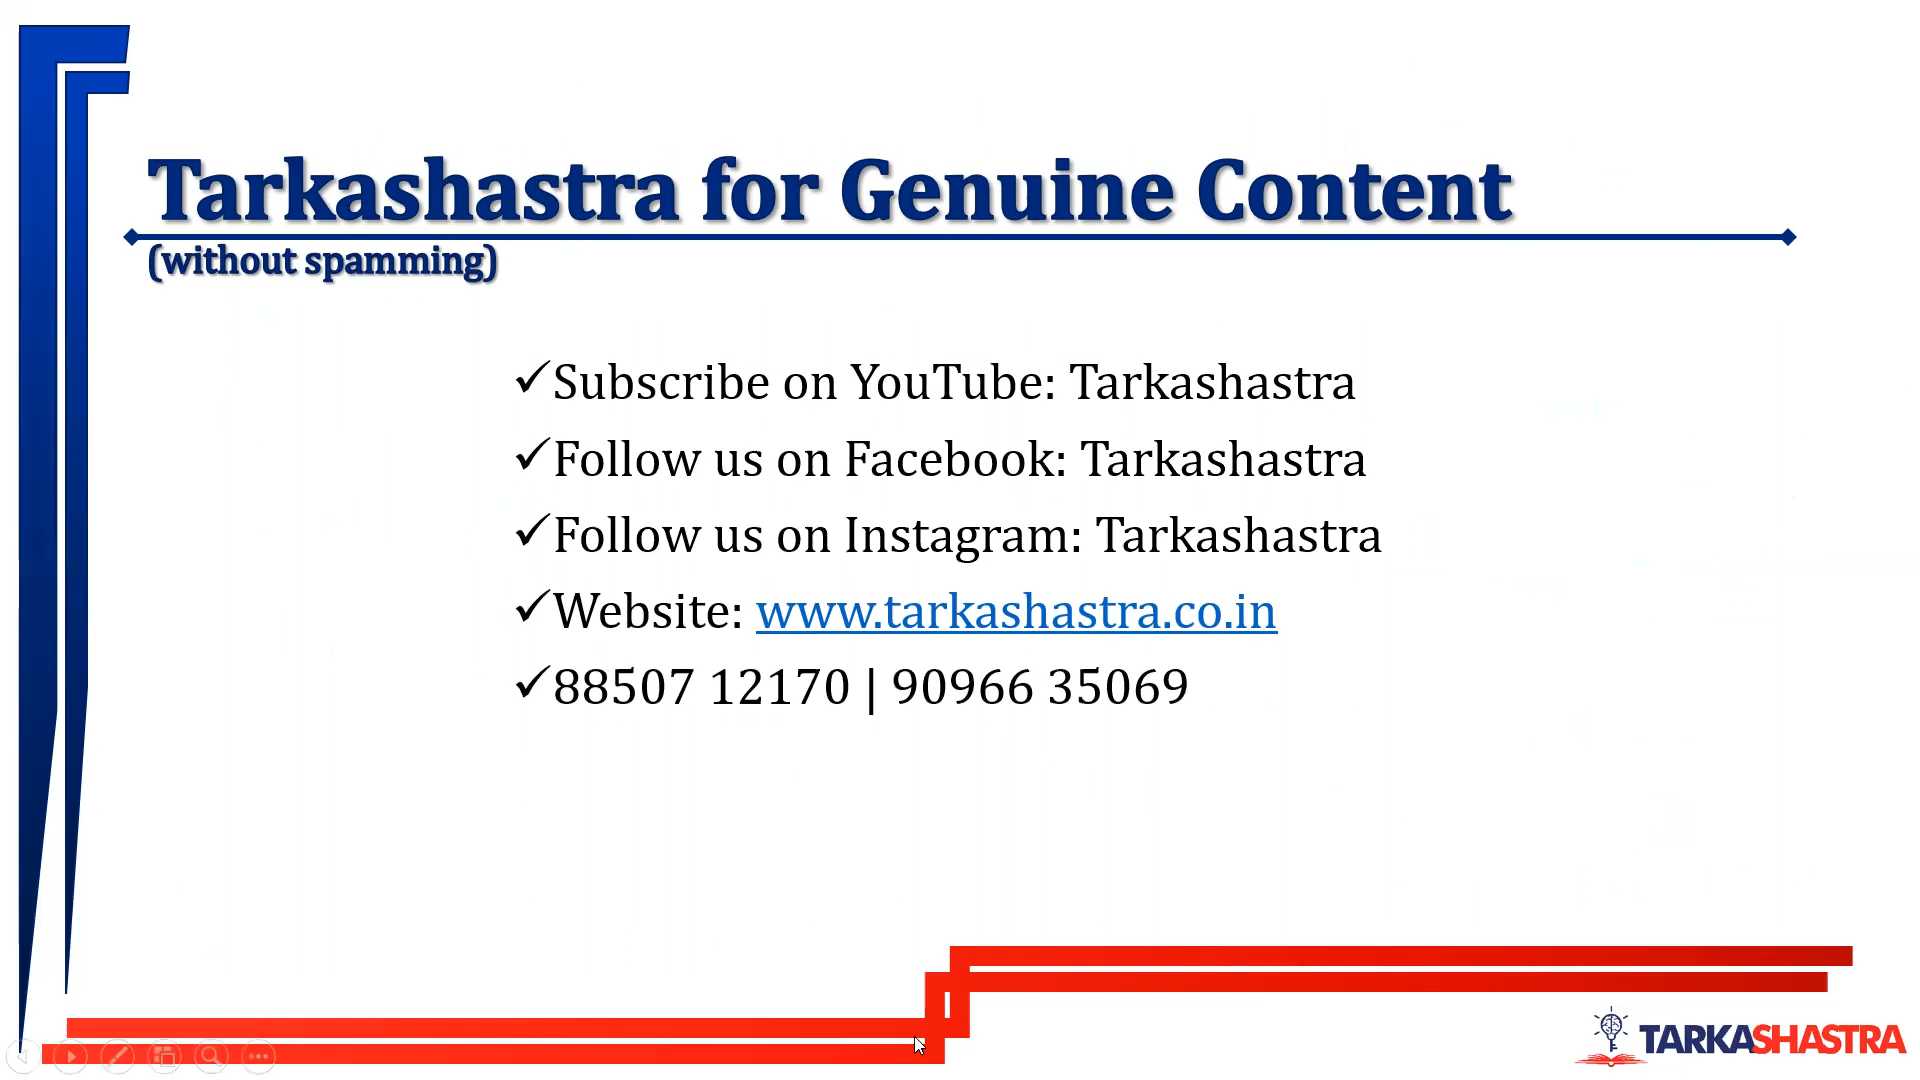 Tarkashastra for Genuine Content
(without spamming)
✓Subscribe on YouTube: Tarkashastra
✓Follow us on Facebook: Tarkashastra
✓Follow us on Instagram: Tarkashastra
✓Website: www.tarkashastra.co.in
✓88507 12170 | 90966 35069
TARKASHASTRA